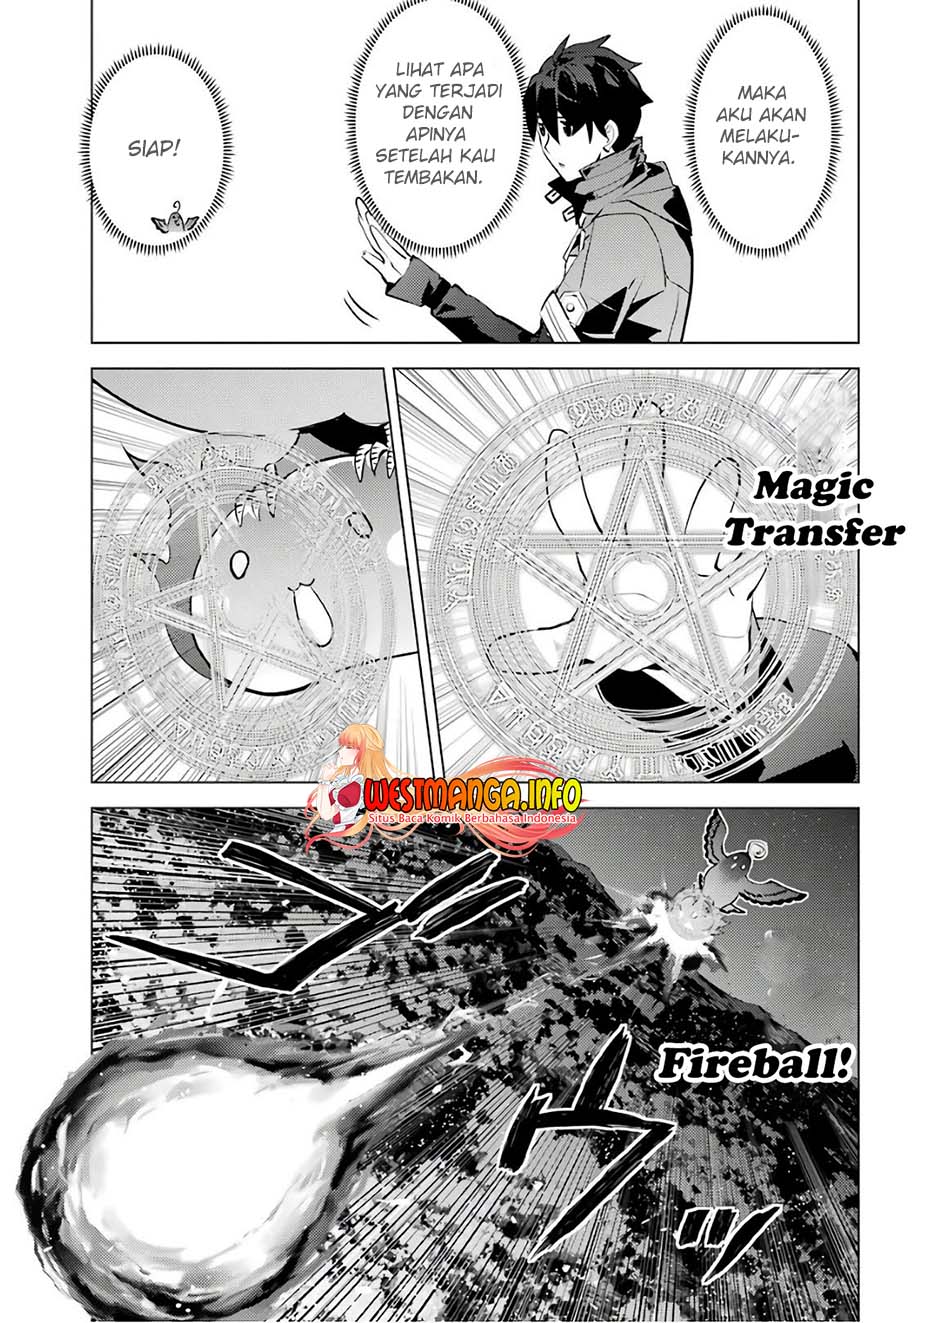 MAKA
AKU AKAN
MELAKU-
KANNYA.
LIHAT APA
YANG TERJADI
DENGAN
APINYA
SETELAH KAU
TEMBAKAN.
SIAP!
Magic
Transfer
WESTMANGA.INFO
Situs Baca Komik Berbahasa Indonesia
Fireball!